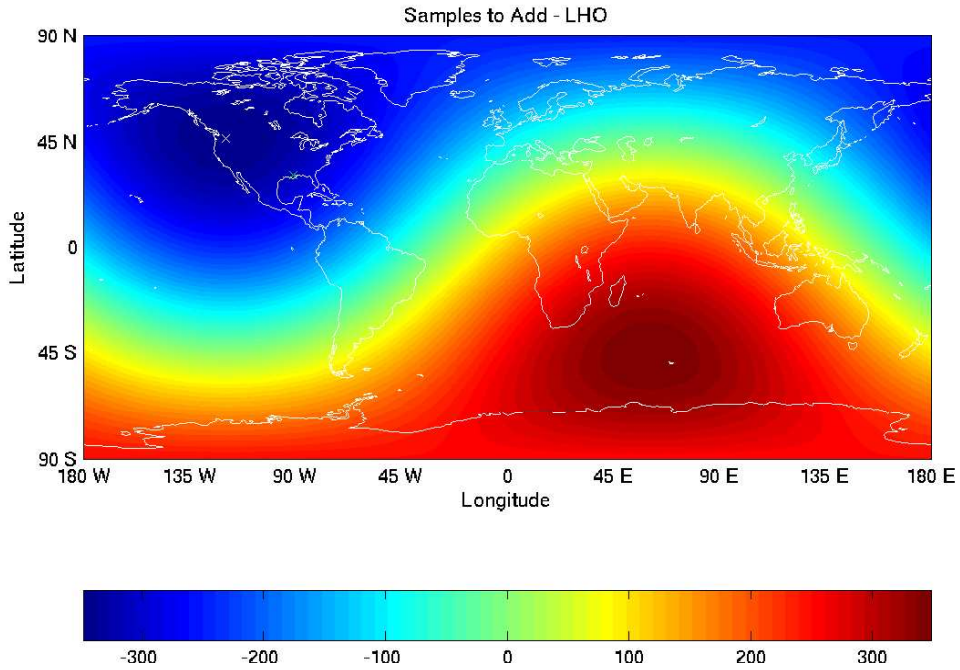 Samples to Add - LHO
90 N
45 N
0
45 S
90 S
Latitude
180 W 135 W 90 W 45 W 0 45 E 90 E 135 E 180 E
Longitude
-300 -200 -100 0 100 200 300